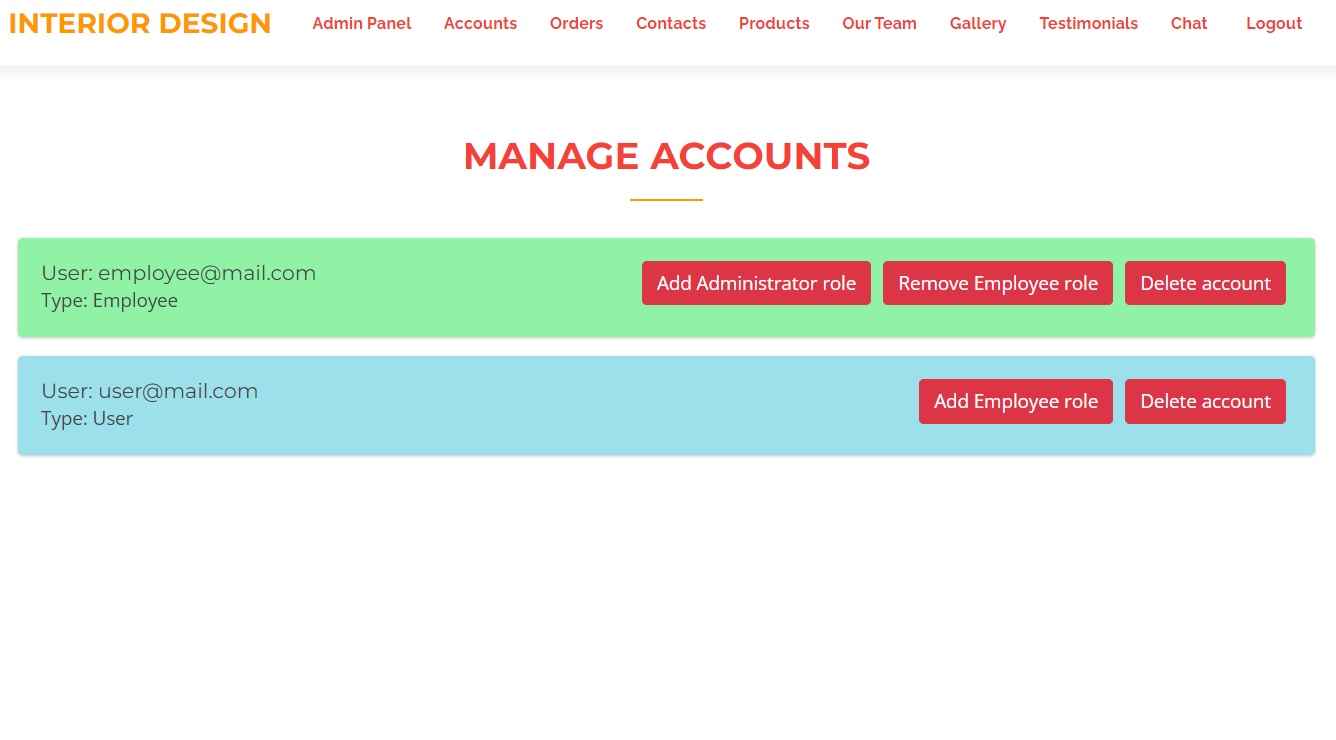 INTERIOR DESIGN Admin Panel Accounts Orders Contacts Products Our Team Gallery Testimonials Chat Logout
MANAGE ACCOUNTS
User: employee@mail.com
Type: Employee
Add Administrator role Remove Employee role Delete account
User: user@mail.com
Type: User
Add Employee role Delete account